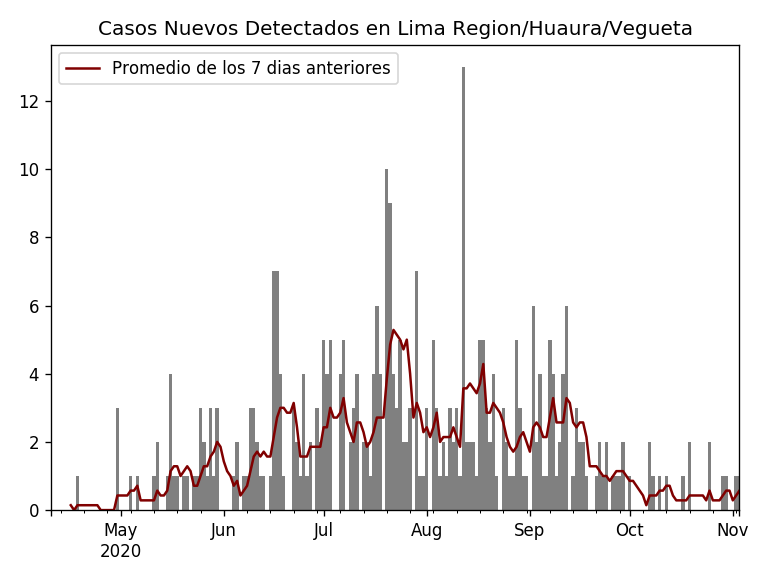 Casos Nuevos Detectados en Lima Region/Huaura/Vegueta
Promedio de los 7 dias anteriores
12
10
8
6
4
2
0
May Jun Jul Aug Sep Oct Nov
2020